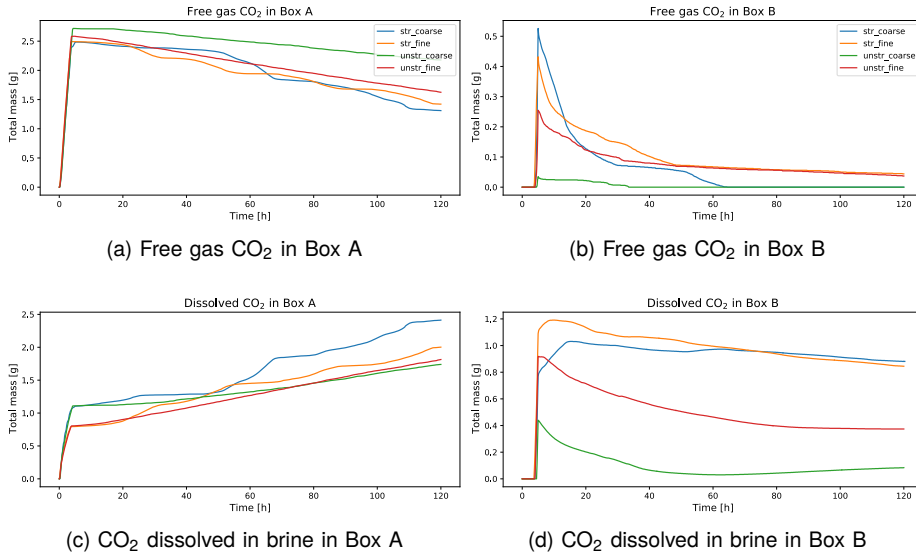 Free gas CO₂ in Box A
Total mass [g]
0,0
0,5
1,0
1,5
2,0
2,5
0
20
40
60
80
100
120
Time [h]
str_coarse
str_fine
unstr_coarse
unstr_fine
(a) Free gas CO₂ in Box A
Free gas CO₂ in Box B
Total mass [g]
0,0
0,1
0,2
0,3
0,4
0,5
0
20
40
60
80
100
120
Time [h]
str_coarse
str_fine
unstr_coarse
unstr_fine
(b) Free gas CO₂ in Box B
Dissolved CO₂ in Box A
Total mass [g]
0,0
0,5
1,0
1,5
2,0
2,5
0
20
40
60
80
100
120
Time [h]
(c) CO₂ dissolved in brine in Box A
Dissolved CO₂ in Box B
Total mass [g]
0,0
0,2
0,4
0,6
0,8
1,0
1,2
0
20
40
60
80
100
120
Time [h]
(d) CO₂ dissolved in brine in Box B